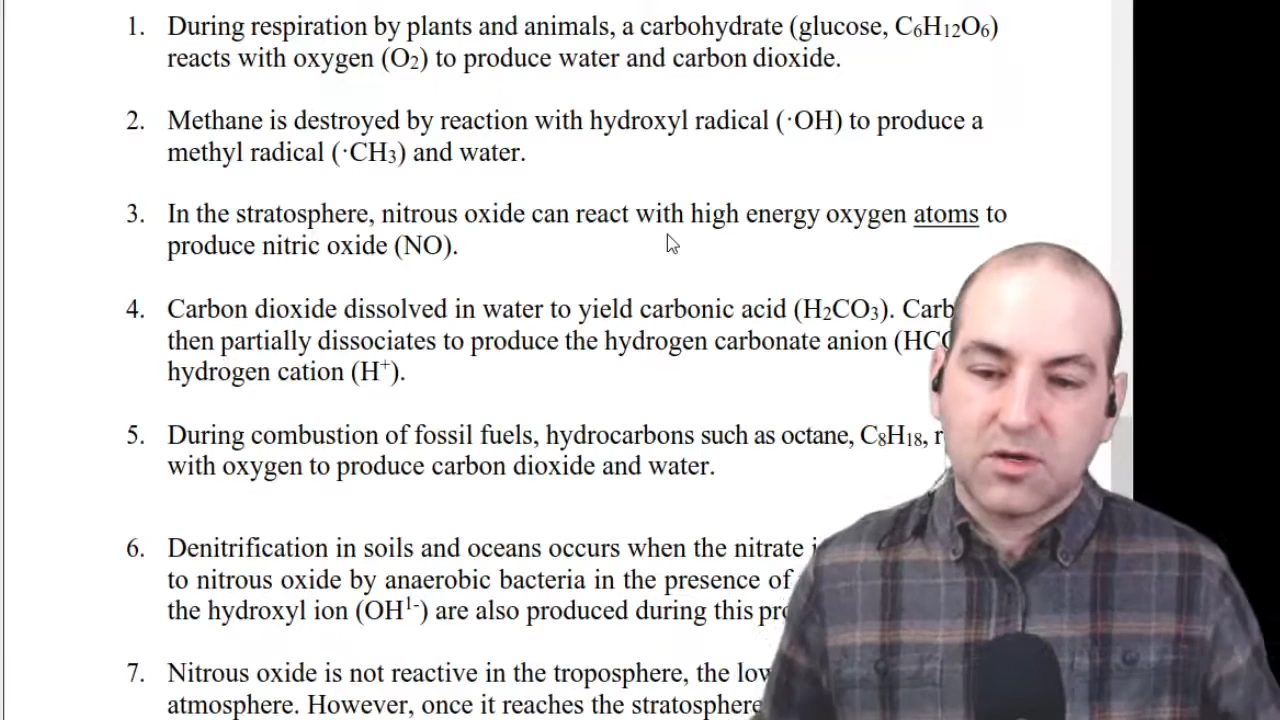 1. During respiration by plants and animals, a carbohydrate (glucose, C₆H₁₂O₆)
reacts with oxygen (O₂) to produce water and carbon dioxide.
2. Methane is destroyed by reaction with hydroxyl radical (·OH) to produce a
methyl radical (·CH₃) and water.
3. In the stratosphere, nitrous oxide can react with high energy oxygen atoms to
produce nitric oxide (NO).
4. Carbon dioxide dissolved in water to yield carbonic acid (H₂CO₃). Carb
then partially dissociates to produce the hydrogen carbonate anion (HC
hydrogen cation (H⁺).
5. During combustion of fossil fuels, hydrocarbons such as octane, C₈H₁₈, r
with oxygen to produce carbon dioxide and water.
6. Denitrification in soils and oceans occurs when the nitrate
to nitrous oxide by anaerobic bacteria in the presence of
the hydroxyl ion (OH¹⁻) are also produced during this pr
7. Nitrous oxide is not reactive in the troposphere, the low
atmosphere. However, once it reaches the stratosphere